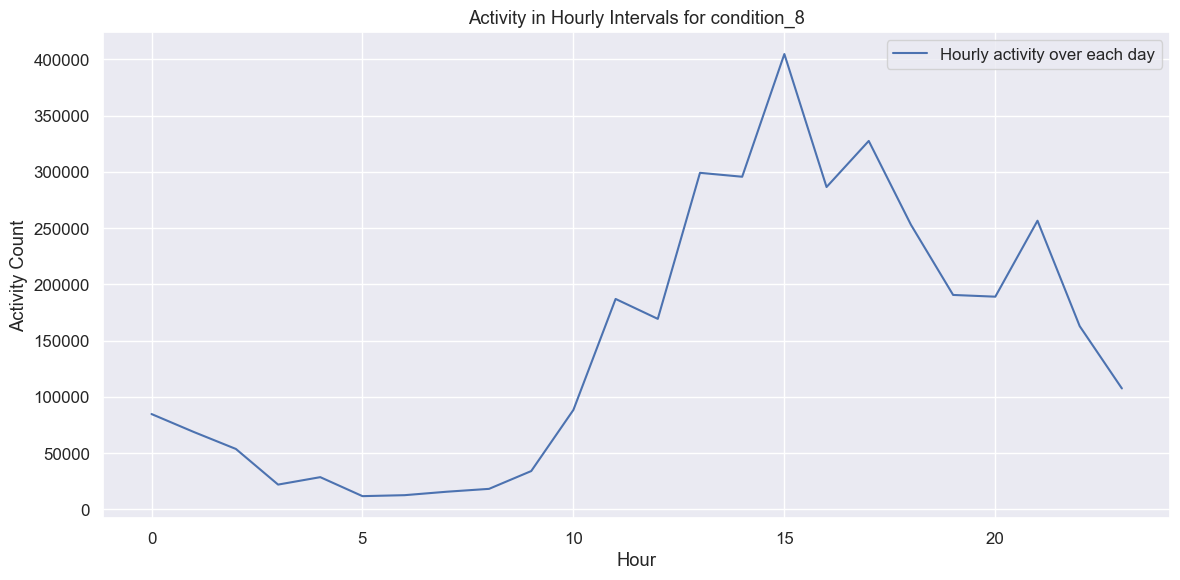 Activity in Hourly Intervals for condition_8
Hourly activity over each day
Activity Count
400000
350000
300000
250000
200000
150000
100000
50000
0
0 5 10 15 20
Hour